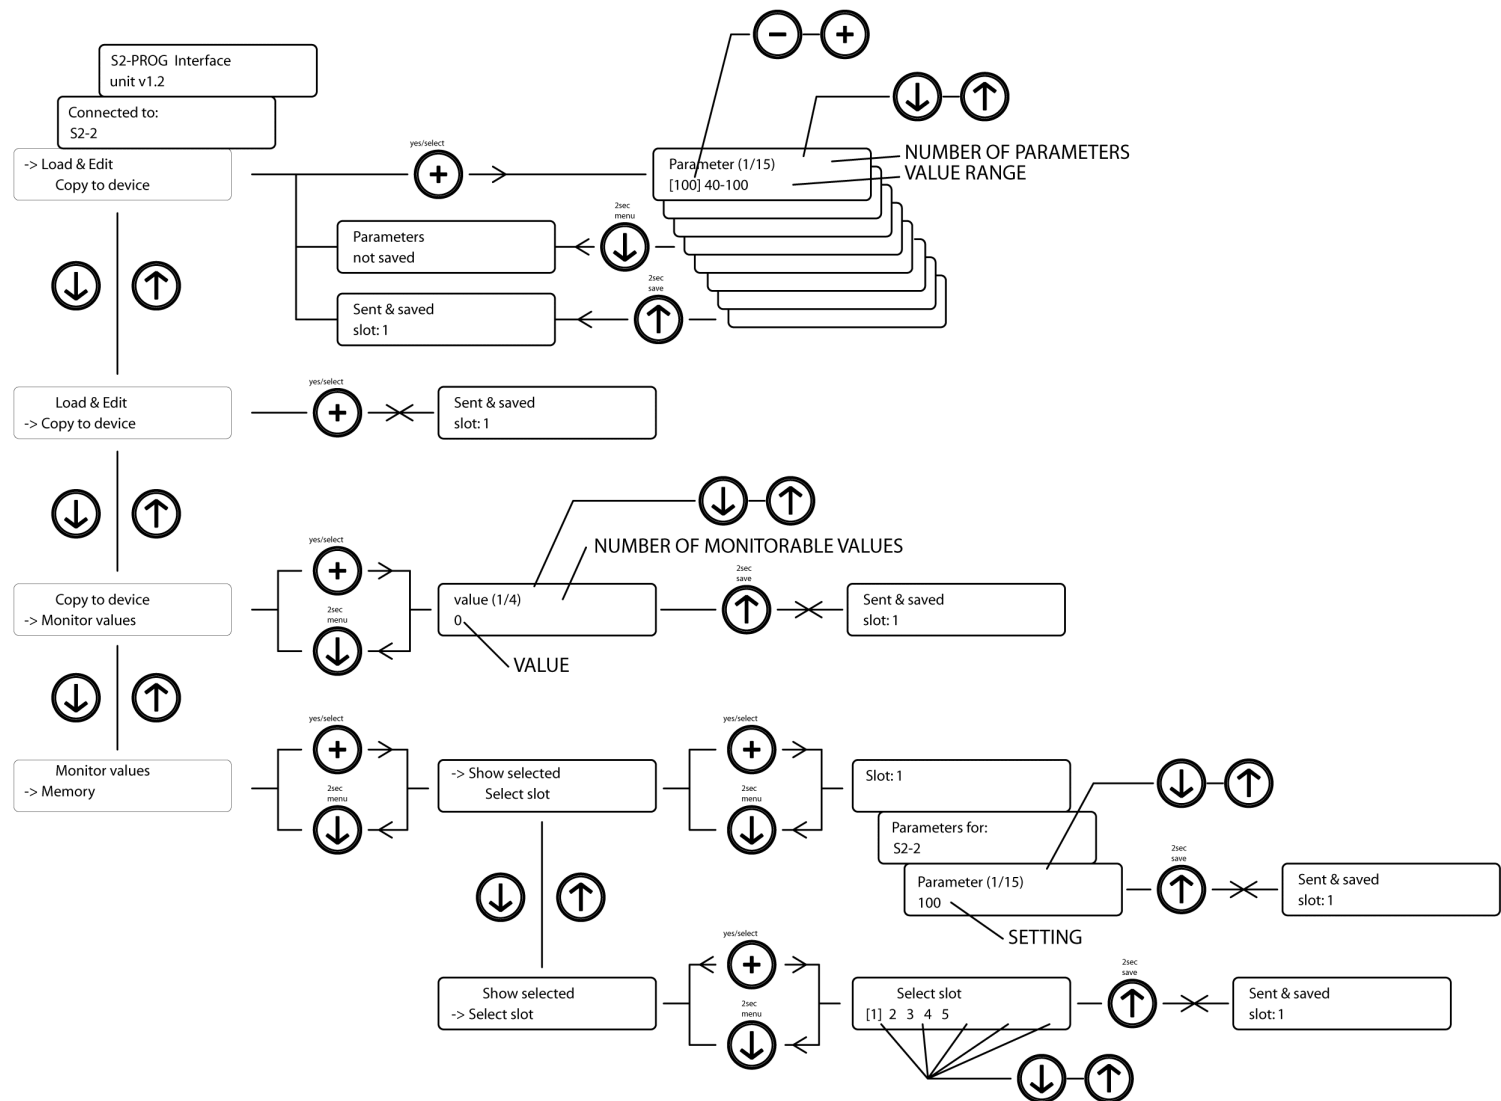 S2-PROG Interface
unit v1.2
Connected to:
S2-2
-> Load & Edit
Copy to device
yes/select
Parameter (1/15)
[100] 40-100
NUMBER OF PARAMETERS
VALUE RANGE
Parameters
not saved
2sec
menu
Sent & saved
slot: 1
2sec
save
Load & Edit
-> Copy to device
yes/select
Sent & saved
slot: 1
Copy to device
-> Monitor values
yes/select
2sec
menu
value (1/4)
0
NUMBER OF MONITORABLE VALUES
VALUE
2sec
save
Sent & saved
slot: 1
Monitor values
-> Memory
yes/select
2sec
menu
-> Show selected
Select slot
yes/select
2sec
menu
Slot: 1
Parameters for:
S2-2
Parameter (1/15)
100
SETTING
2sec
save
Sent & saved
slot: 1
Show selected
-> Select slot
yes/select
2sec
menu
Select slot
[1] 2 3 4 5
2sec
save
Sent & saved
slot: 1